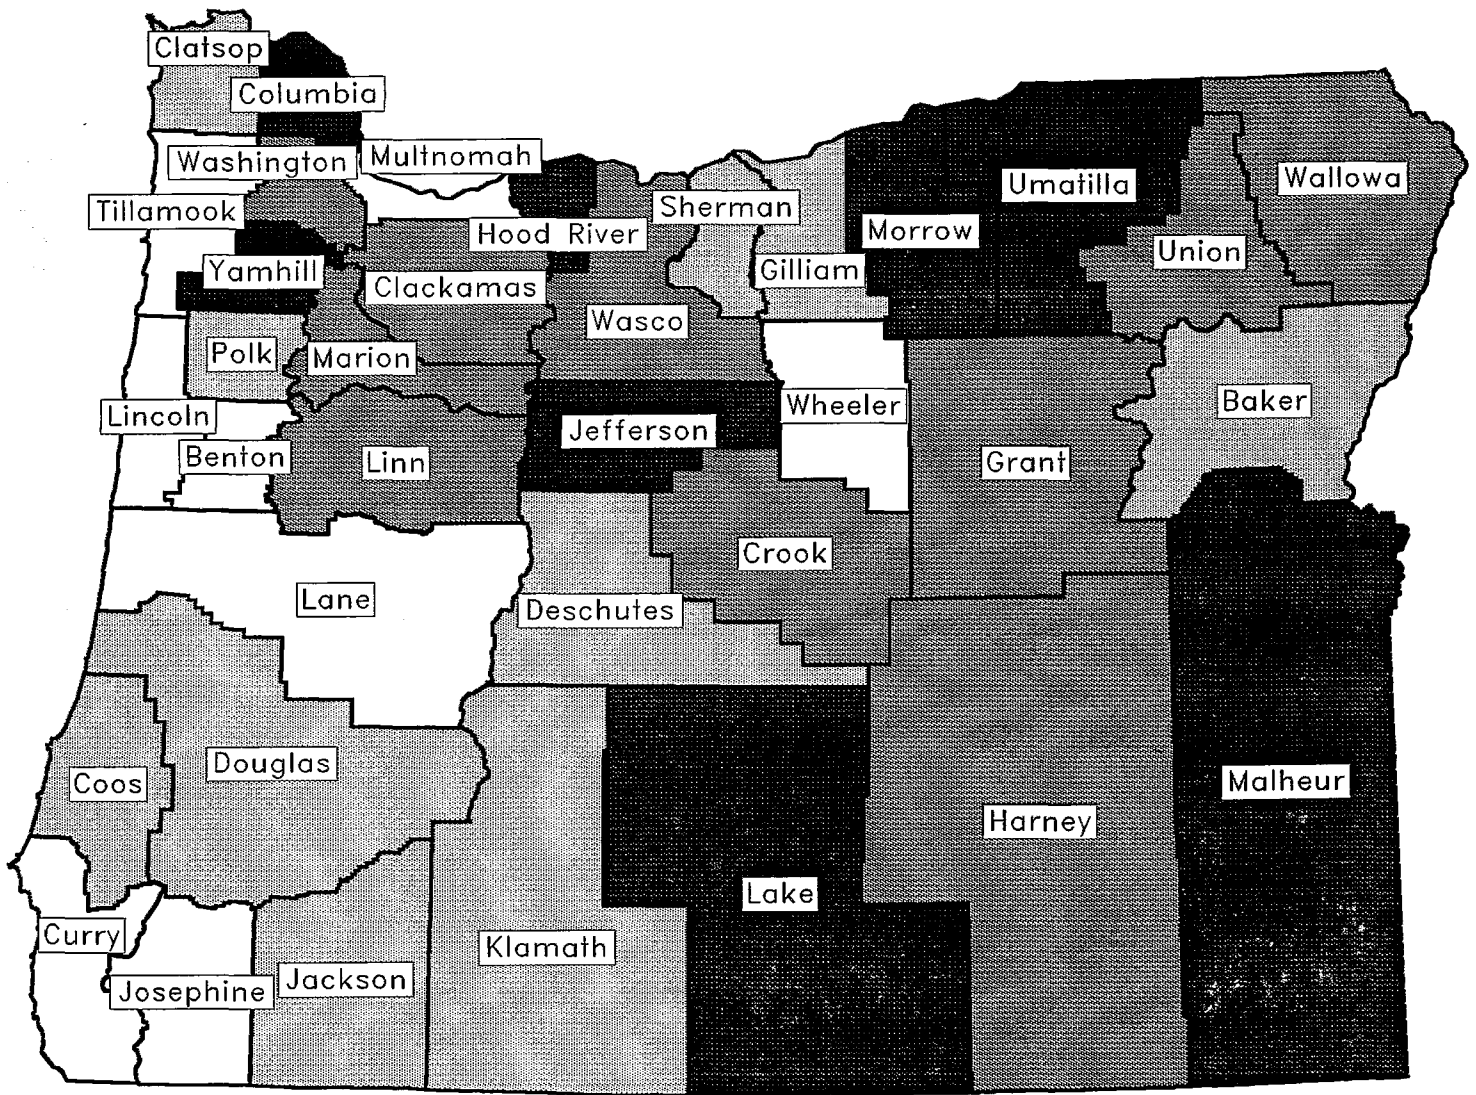 Clatsop
Columbia
Washington
Multnomah
Tillamook
Hood River
Sherman
Umatilla
Wallowa
Yamhill
Clackamas
Gilliam
Morrow
Union
Wasco
Polk
Marion
Lincoln
Jefferson
Wheeler
Baker
Benton
Linn
Grant
Crook
Lane
Deschutes
Coos
Douglas
Malheur
Harney
Lake
Curry
Klamath
Josephine
Jackson